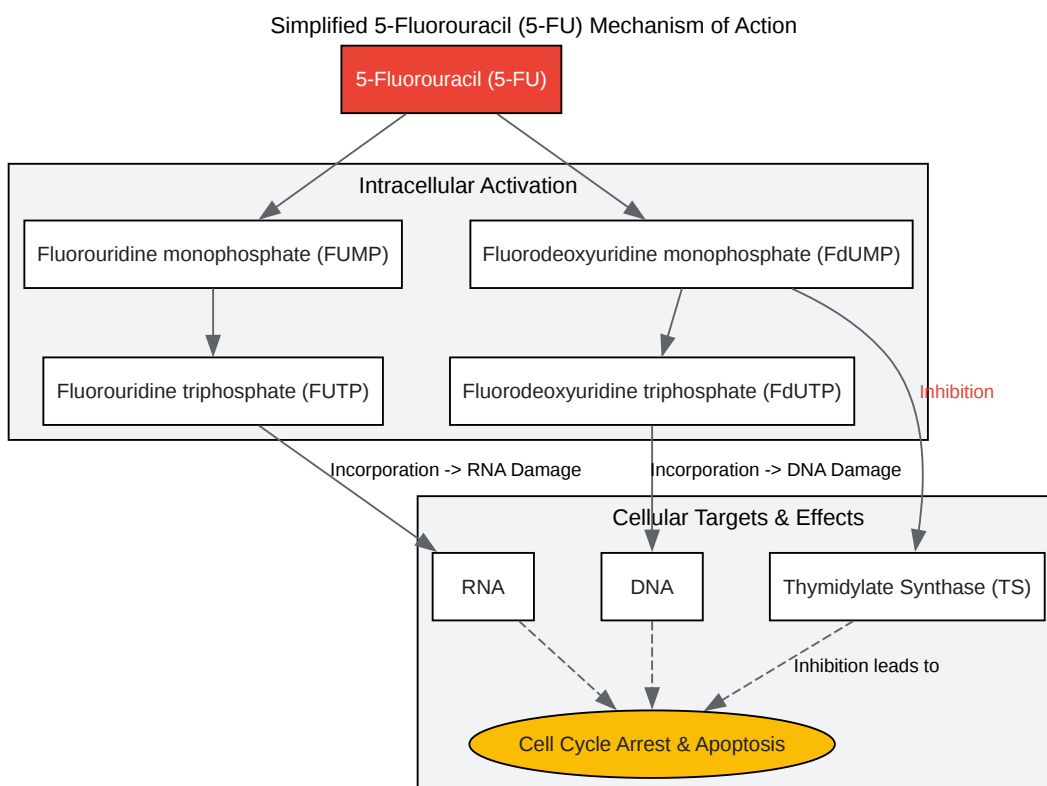 Simplified 5-Fluorouracil (5-FU) Mechanism of Action
5-Fluorouracil (5-FU)
Intracellular Activation
Fluorouridine monophosphate (FUMP)
Fluorodeoxyuridine monophosphate (FdUMP)
Fluorouridine triphosphate (FUTP)
Fluorodeoxyuridine triphosphate (FdUTP)
Inhibition
Incorporation -> RNA Damage
Incorporation -> DNA Damage
Cellular Targets & Effects
RNA
DNA
Thymidylate Synthase (TS)
Inhibition leads to
Cell Cycle Arrest & Apoptosis